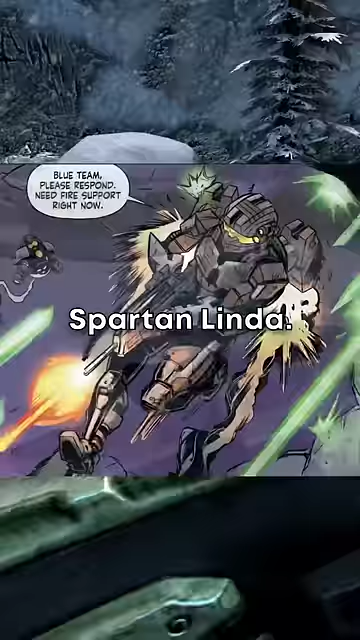 BLUE TEAM,
PLEASE RESPOND.
NEED FIRE SUPPORT
RIGHT NOW.
Spartan Linda.